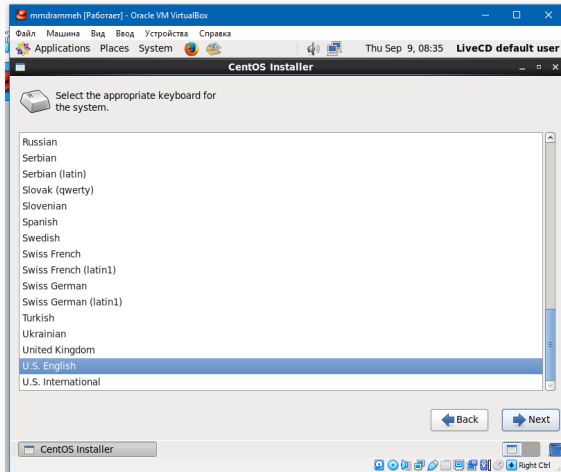 mmdrammeh [Работает] - Oracle VM VirtualBox
Файл Машина Вид Ввод Устройства Справка
Applications Places System Thu Sep 9, 08:35 LiveCD default user
CentOS Installer
Select the appropriate keyboard for
the system.
Russian
Serbian
Serbian (latin)
Slovak (qwerty)
Slovenian
Spanish
Swedish
Swiss French
Swiss French (latin1)
Swiss German
Swiss German (latin1)
Turkish
Ukrainian
United Kingdom
U.S. English
U.S. International
Back Next
CentOS Installer
Right Ctrl